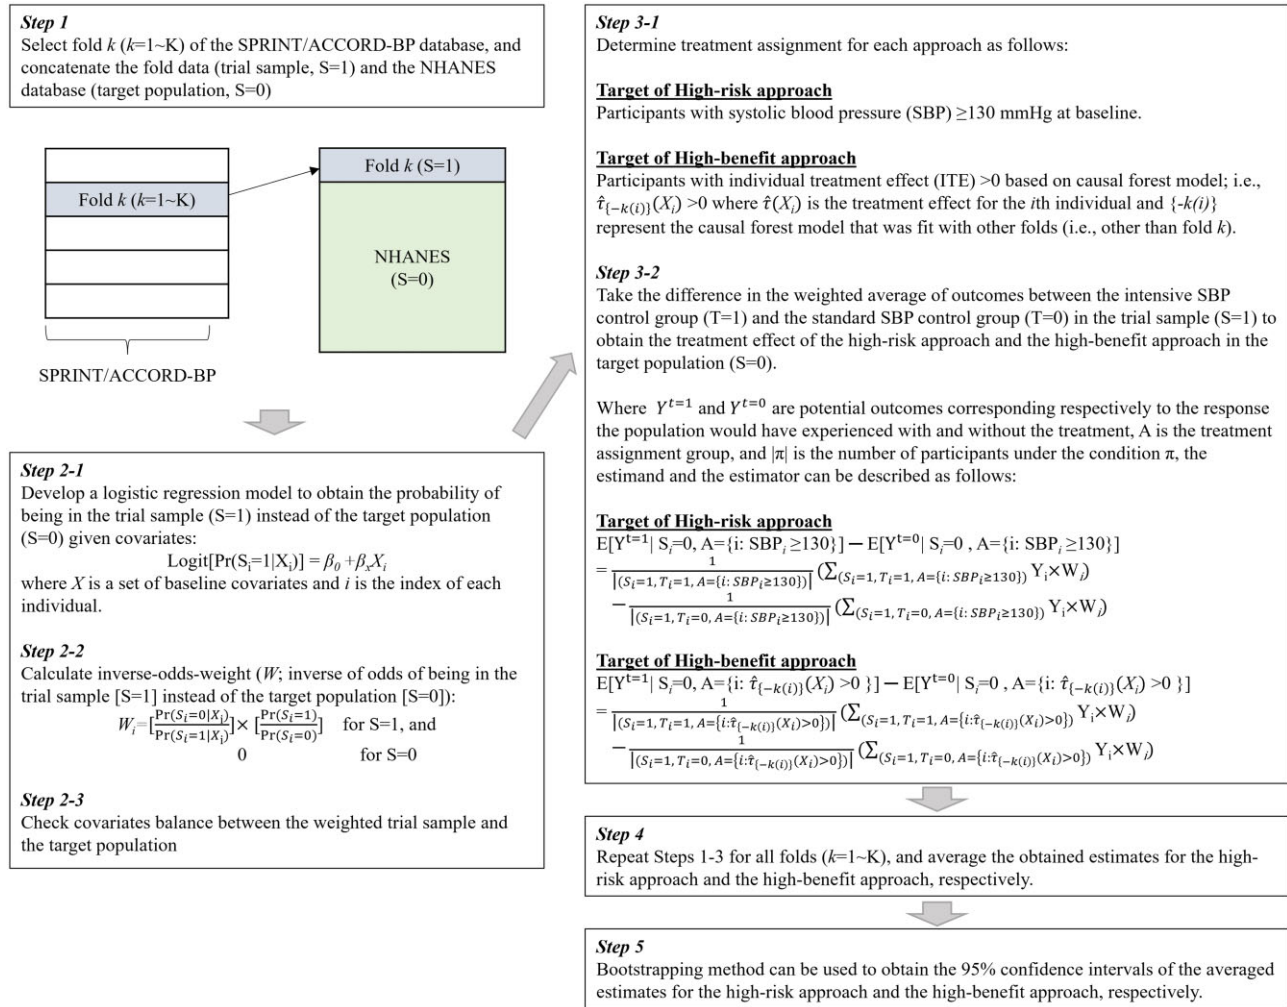 Step 1
Select fold k (k=1~K) of the SPRINT/ACCORD-BP database, and
concatenate the fold data (trial sample, S=1) and the NHANES
database (target population, S=0)
Fold k (k=1~K)
Fold k (S=1)
NHANES
(S=0)
SPRINT/ACCORD-BP
Step 2-1
Develop a logistic regression model to obtain the probability of
being in the trial sample (S=1) instead of the target population
(S=0) given covariates:
Logit[Pr(Sᵢ=1|Xᵢ)] = β₀ +βₓXᵢ
where X is a set of baseline covariates and i is the index of each
individual.
Step 2-2
Calculate inverse-odds-weight (W; inverse of odds of being in the
trial sample [S=1] instead of the target population [S=0]):
Wᵢ=[Pr(Sᵢ=0|Xᵢ)/Pr(Sᵢ=1|Xᵢ)]× [Pr(Sᵢ=1)/Pr(Sᵢ=0)] for S=1, and
0 for S=0
Step 2-3
Check covariates balance between the weighted trial sample and
the target population
Step 3-1
Determine treatment assignment for each approach as follows:
Target of High-risk approach
Participants with systolic blood pressure (SBP) ≥130 mmHg at baseline.
Target of High-benefit approach
Participants with individual treatment effect (ITE) >0 based on causal forest model; i.e.,
τ̂_{-k(i)}(Xᵢ) >0 where τ̂(Xᵢ) is the treatment effect for the ith individual and {-k(i)}
represent the causal forest model that was fit with other folds (i.e., other than fold k).
Step 3-2
Take the difference in the weighted average of outcomes between the intensive SBP
control group (T=1) and the standard SBP control group (T=0) in the trial sample (S=1) to
obtain the treatment effect of the high-risk approach and the high-benefit approach in the
target population (S=0).
Where Yᵗ⁼¹ and Yᵗ⁼⁰ are potential outcomes corresponding respectively to the response
the population would have experienced with and without the treatment, A is the treatment
assignment group, and |π| is the number of participants under the condition π, the
estimand and the estimator can be described as follows:
Target of High-risk approach
E[Yᵗ⁼¹| Sᵢ=0, A={i: SBPᵢ ≥130}] − E[Yᵗ⁼⁰| Sᵢ=0 , A={i: SBPᵢ ≥130}]
= 1/|(Sᵢ=1, Tᵢ=1, A={i: SBPᵢ≥130})| (∑(Sᵢ=1, Tᵢ=1, A={i: SBPᵢ≥130}) Yᵢ×Wᵢ)
− 1/|(Sᵢ=1, Tᵢ=0, A={i: SBPᵢ≥130})| (∑(Sᵢ=1, Tᵢ=0, A={i: SBPᵢ≥130}) Yᵢ×Wᵢ)
Target of High-benefit approach
E[Yᵗ⁼¹| Sᵢ=0, A={i: τ̂_{-k(i)}(Xᵢ) >0 }] − E[Yᵗ⁼⁰| Sᵢ=0 , A={i: τ̂_{-k(i)}(Xᵢ) >0 }]
= 1/|(Sᵢ=1, Tᵢ=1, A={i:τ̂_{-k(i)}(Xᵢ)>0})| (∑(Sᵢ=1, Tᵢ=1, A={i:τ̂_{-k(i)}(Xᵢ)>0}) Yᵢ×Wᵢ)
− 1/|(Sᵢ=1, Tᵢ=0, A={i:τ̂_{-k(i)}(Xᵢ)>0})| (∑(Sᵢ=1, Tᵢ=0, A={i:τ̂_{-k(i)}(Xᵢ)>0}) Yᵢ×Wᵢ)
Step 4
Repeat Steps 1-3 for all folds (k=1~K), and average the obtained estimates for the high-
risk approach and the high-benefit approach, respectively.
Step 5
Bootstrapping method can be used to obtain the 95% confidence intervals of the averaged
estimates for the high-risk approach and the high-benefit approach, respectively.